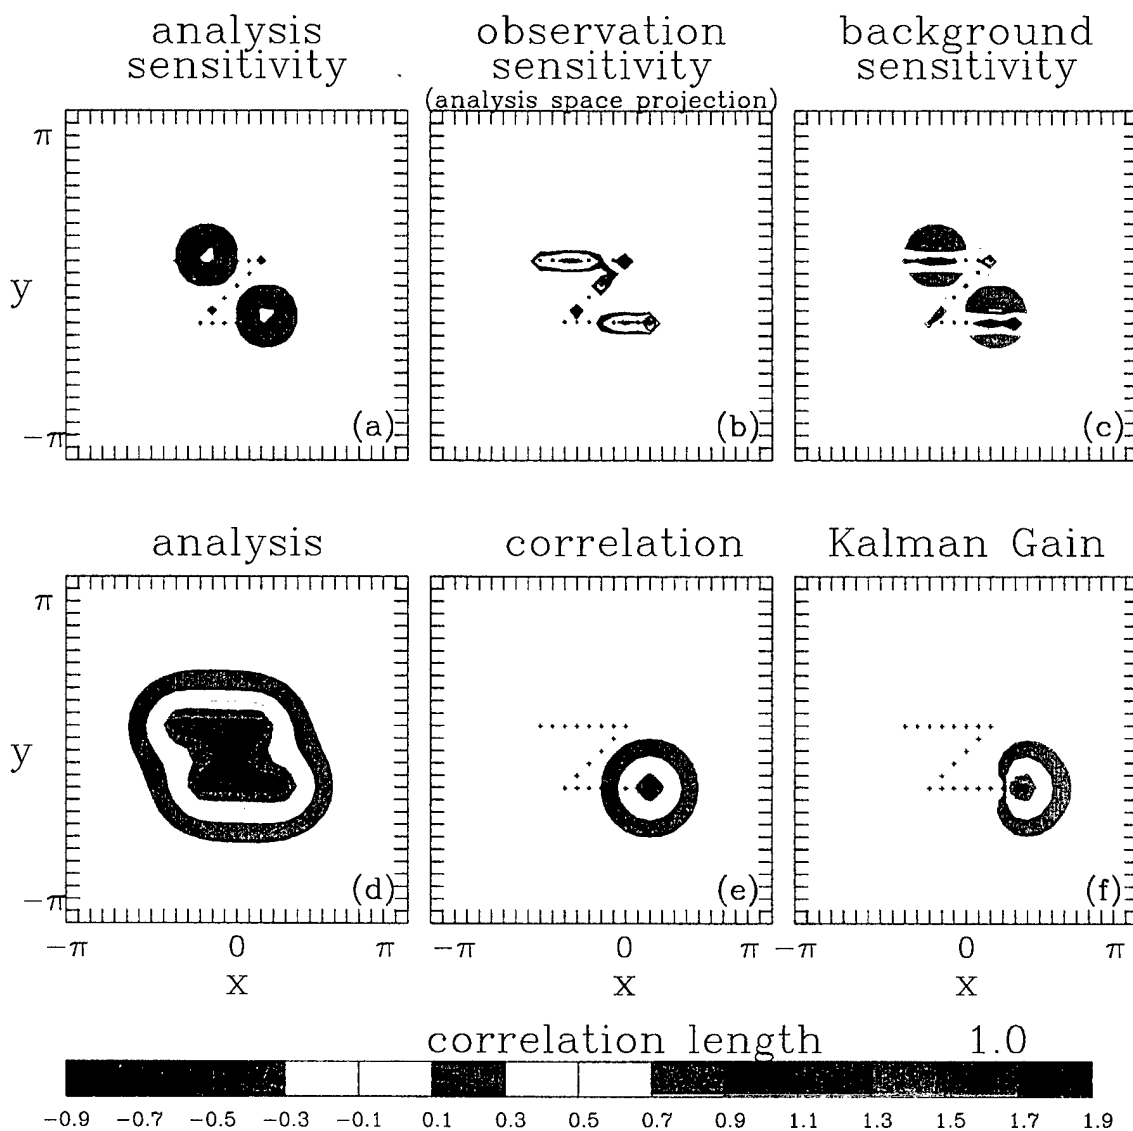 analysis sensitivity
observation sensitivity
(analysis space projection)
background sensitivity
π
y
−π
(a)
(b)
(c)
analysis
correlation
Kalman Gain
π
y
−π
(d)
(e)
(f)
−π 0 π
−π 0 π
−π 0 π
x
x
x
correlation length 1.0
−0.9 −0.7 −0.5 −0.3 −0.1 0.1 0.3 0.5 0.7 0.9 1.1 1.3 1.5 1.7 1.9